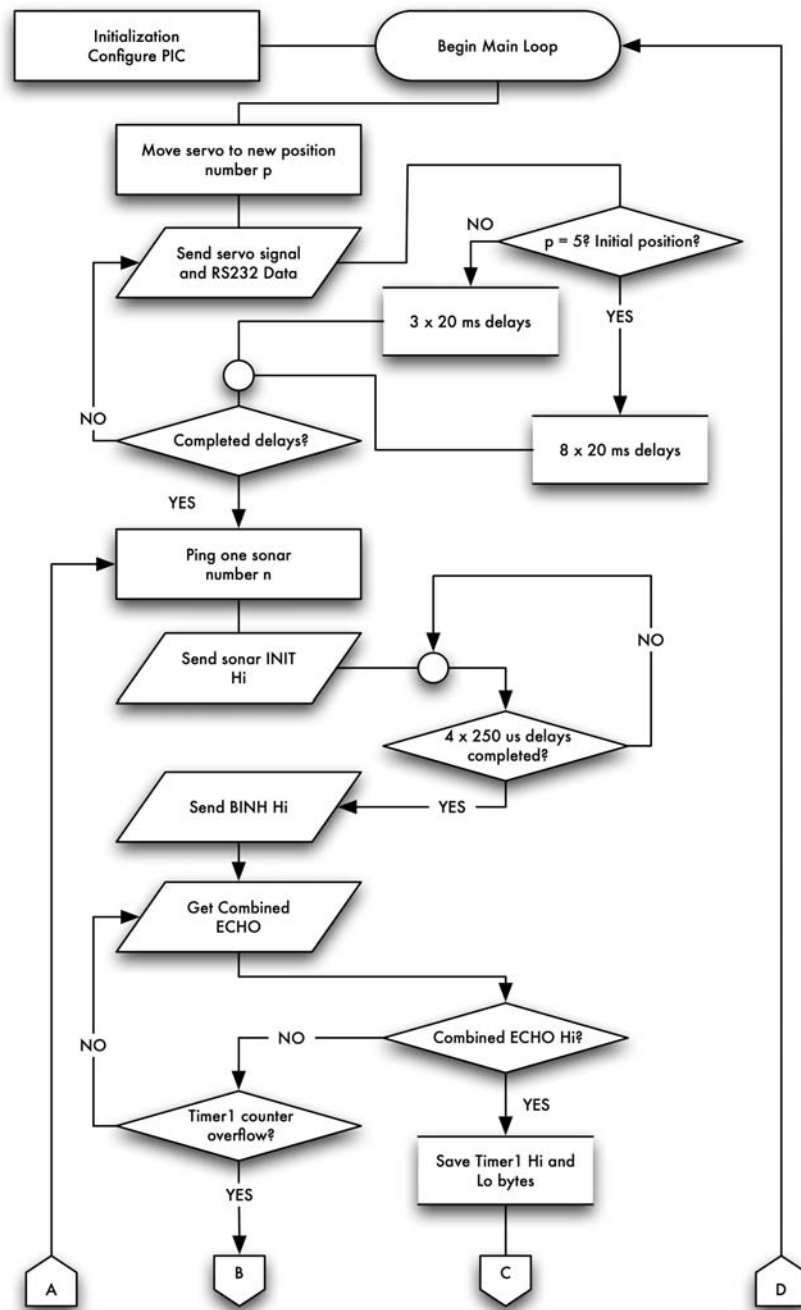 Initialization
Configure PIC
Begin Main Loop
Move servo to new position
number p
Send servo signal
and RS232 Data
NO
p = 5? Initial position?
3 x 20 ms delays
YES
NO
Completed delays?
8 x 20 ms delays
YES
Ping one sonar
number n
NO
Send sonar INIT
Hi
4 x 250 us delays
completed?
Send BINH Hi
YES
Get Combined
ECHO
NO
NO
Combined ECHO Hi?
Timer1 counter
overflow?
YES
Save Timer1 Hi and
Lo bytes
YES
A
B
C
D